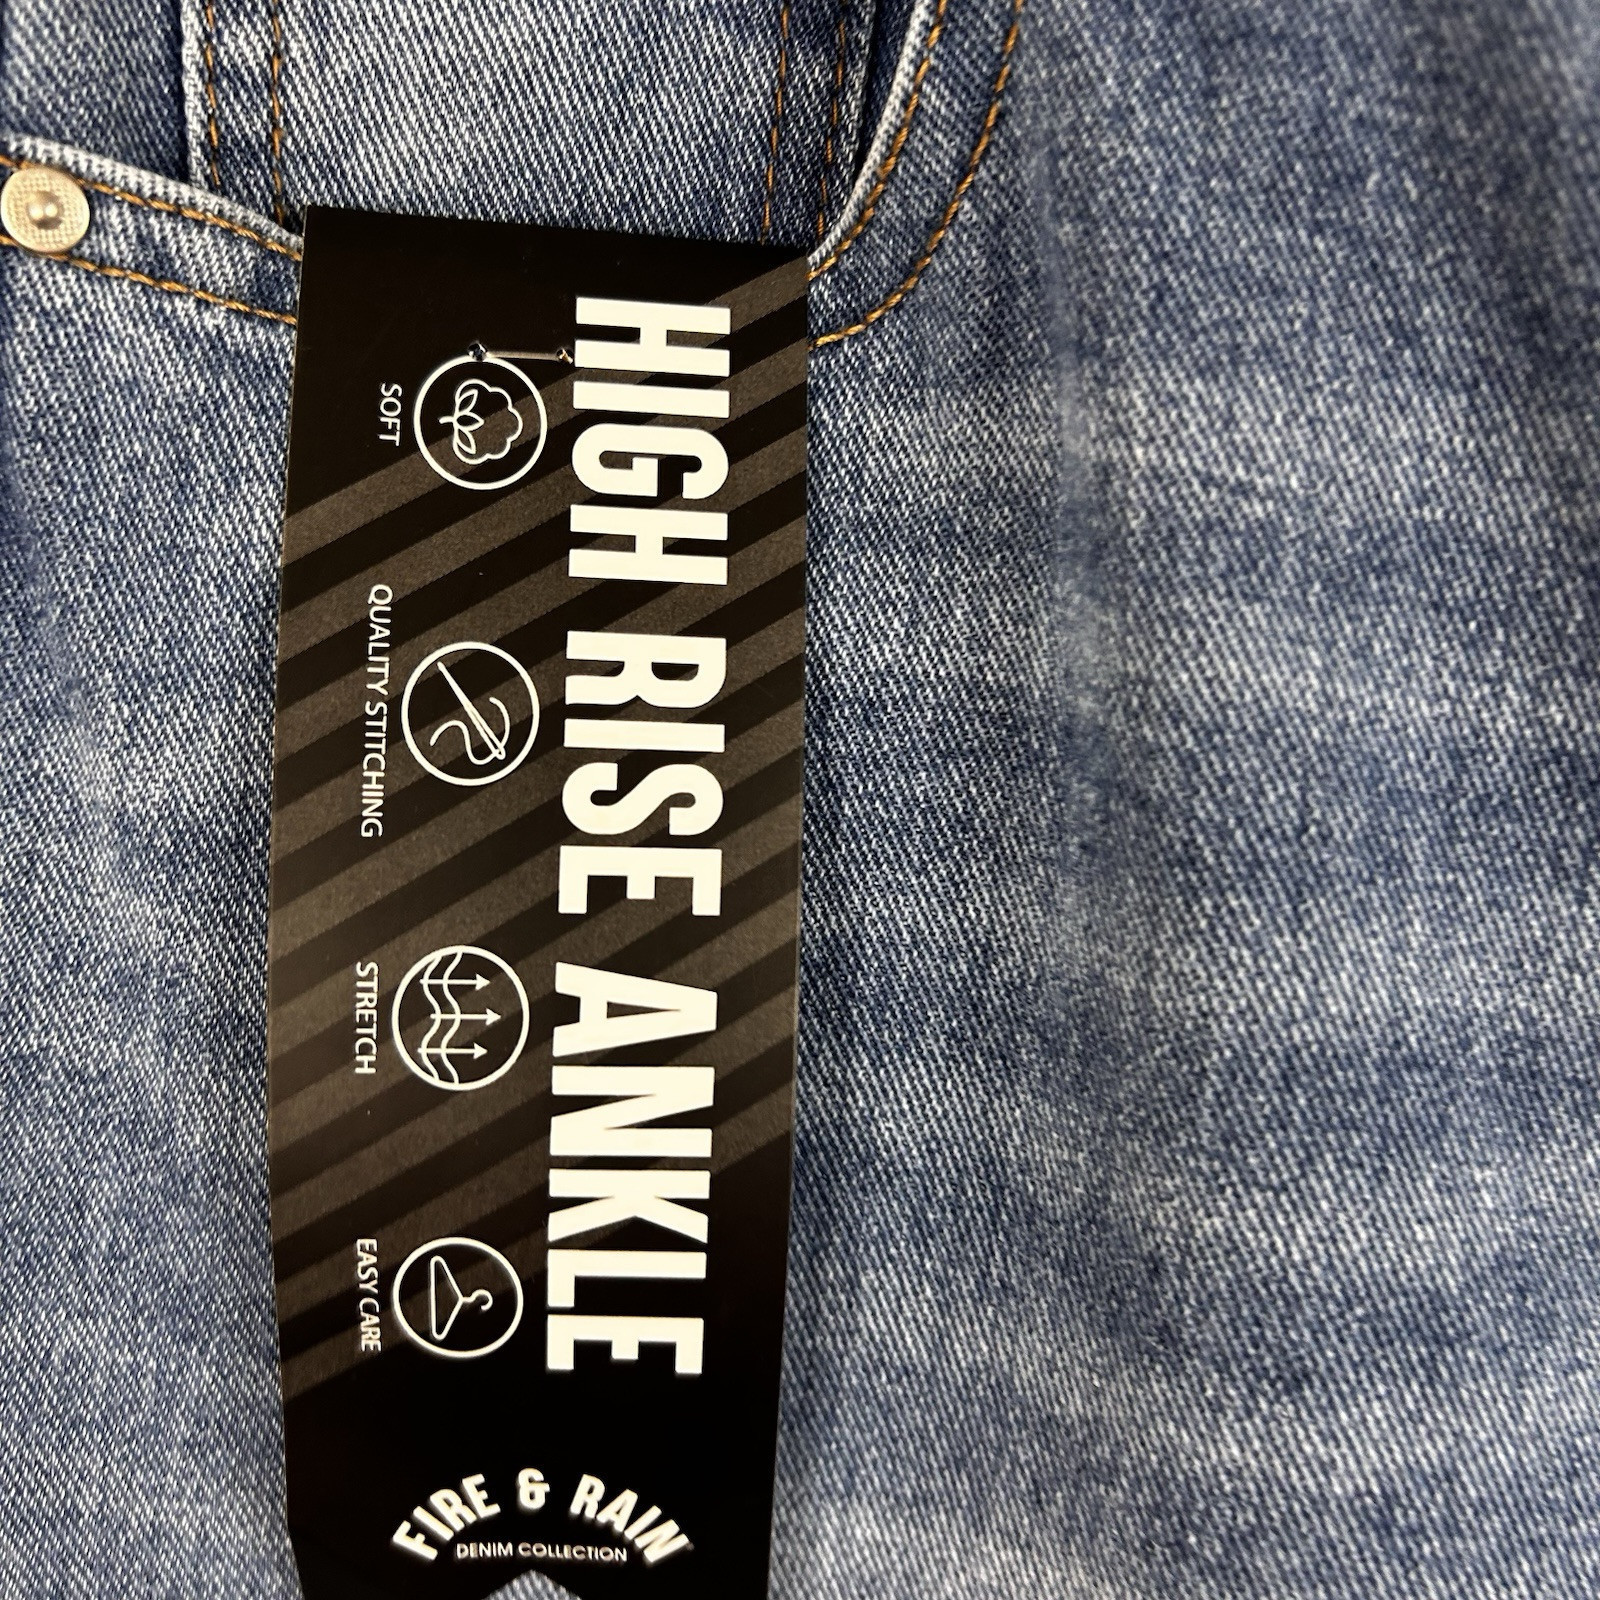 HIGH RISE ANKLE
SOFT
QUALITY STITCHING
STRETCH
EASY CARE
FIRE & RAIN
DENIM COLLECTION